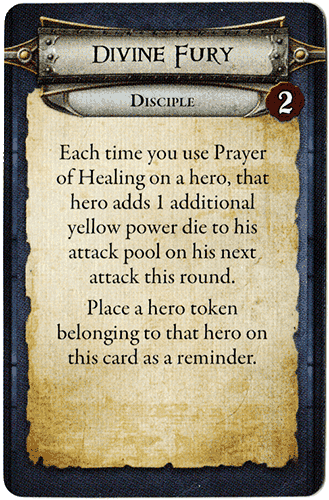 Divine Fury
Disciple
2
Each time you use Prayer
of Healing on a hero, that
hero adds 1 additional
yellow power die to his
attack pool on his next
attack this round.
Place a hero token
belonging to that hero on
this card as a reminder.